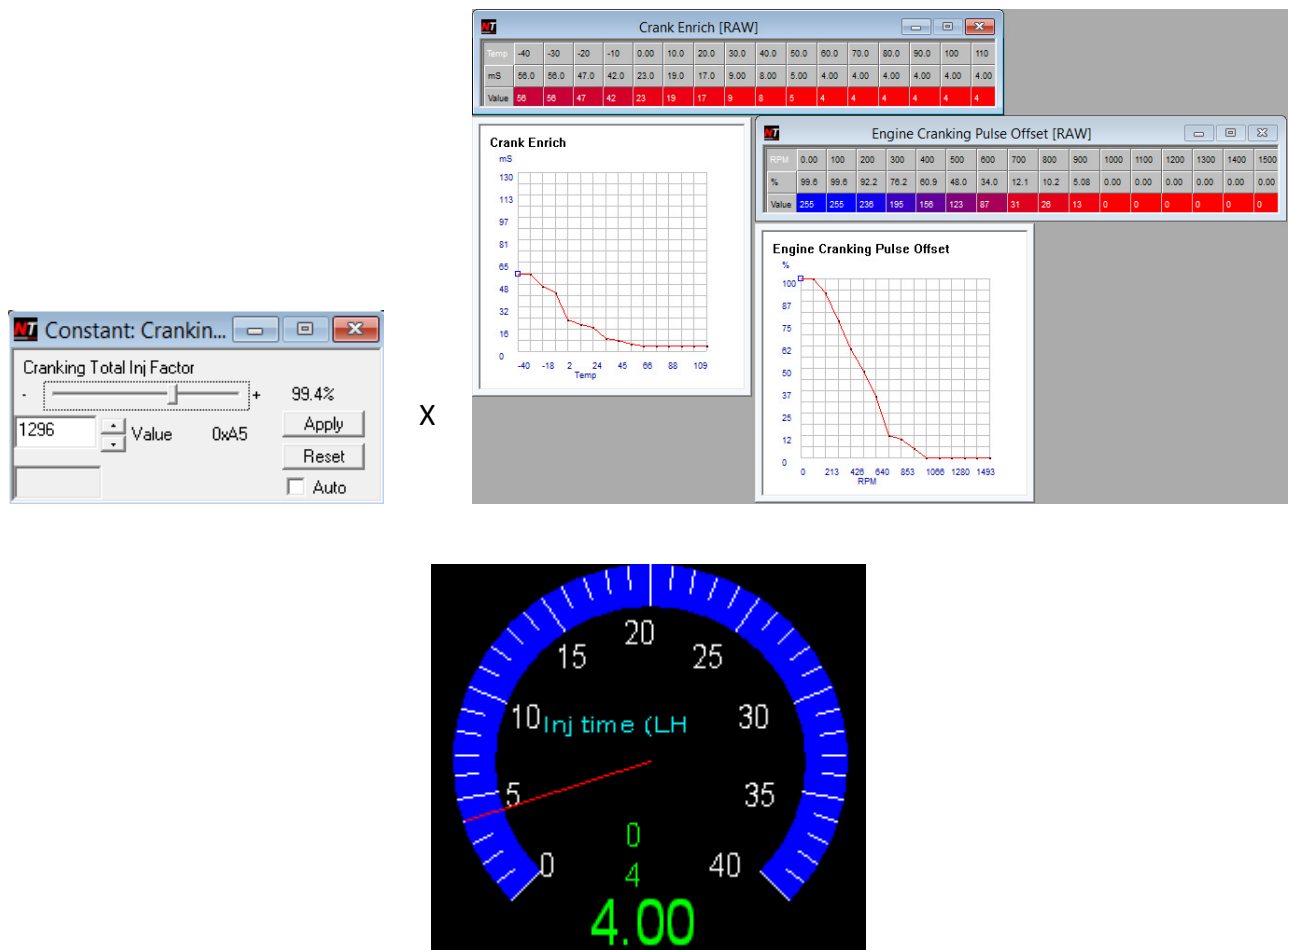 NT Crank Enrich [RAW]
Temp -40 -30 -20 -10 0.00 10.0 20.0 30.0 40.0 50.0 60.0 70.0 80.0 90.0 100 110
mS 56.0 56.0 47.0 42.0 23.0 19.0 17.0 9.00 8.00 5.00 4.00 4.00 4.00 4.00 4.00 4.00
Value 56 56 47 42 23 19 17 9 8 5 4 4 4 4 4 4
Crank Enrich
mS
130
113
97
81
65
48
32
16
0
-40 -18 2 24 45 66 88 109
Temp
NT Engine Cranking Pulse Offset [RAW]
RPM 0.00 100 200 300 400 500 600 700 800 900 1000 1100 1200 1300 1400 1500
% 99.6 99.6 92.2 76.2 60.9 48.0 34.0 12.1 10.2 5.08 0.00 0.00 0.00 0.00 0.00 0.00
Value 255 255 236 195 156 123 87 31 26 13 0 0 0 0 0 0
Engine Cranking Pulse Offset
%
100
87
75
62
50
37
25
12
0
0 213 426 640 853 1066 1280 1493
RPM
NT Constant: Crankin...
Cranking Total Inj Factor
- + 99.4%
1296 Value 0xA5 Apply
Reset
Auto
X
20
15 25
10 Inj time (LH 30
5 35
0
0 4 40
4.00